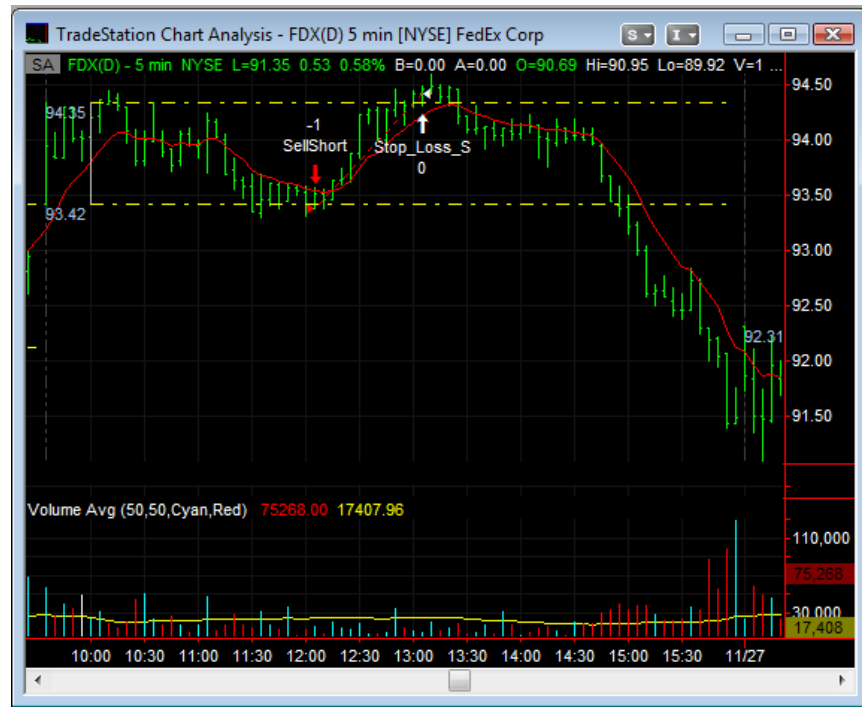 TradeStation Chart Analysis - FDX(D) 5 min [NYSE] FedEx Corp
S I
SA FDX(D) - 5 min NYSE L=91.35 0.53 0.58% B=0.00 A=0.00 O=90.69 Hi=90.95 Lo=89.92 V=1 ...
94.50
94.35
-1
SellShort
Stop_Loss_S
0
94.00
93.50
93.42
93.00
92.50
92.31
92.00
91.50
Volume Avg (50,50,Cyan,Red) 75268.00 17407.96
110,000
75,268
30,000
17,408
10:00 10:30 11:00 11:30 12:00 12:30 13:00 13:30 14:00 14:30 15:00 15:30 11/27